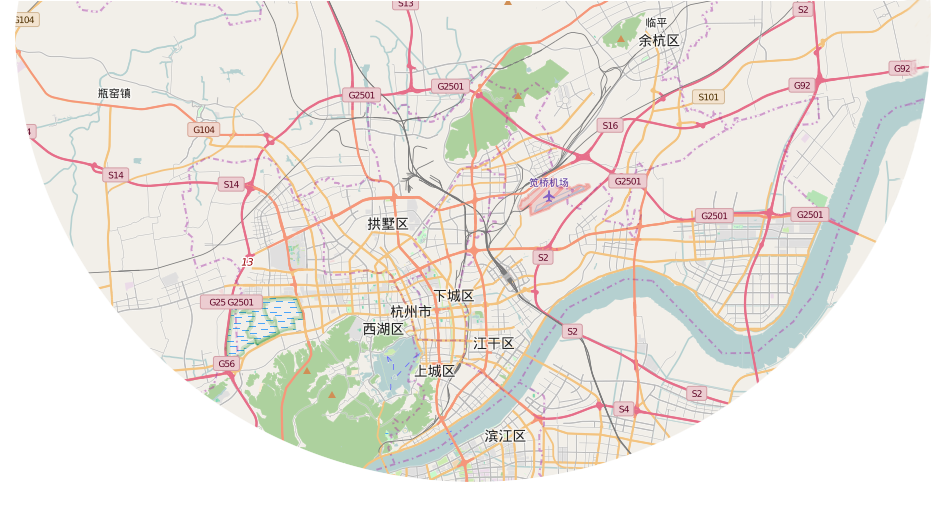 S13
S2
G104
临平
余杭区
G92
G2501
G2501
G92
瓶窑镇
S101
G104
S16
S14
S14
G2501
笕桥机场
拱墅区
G2501
G2501
S2
13
下城区
G25 G2501
杭州市
西湖区
S2
江干区
G56
上城区
S2
S4
滨江区